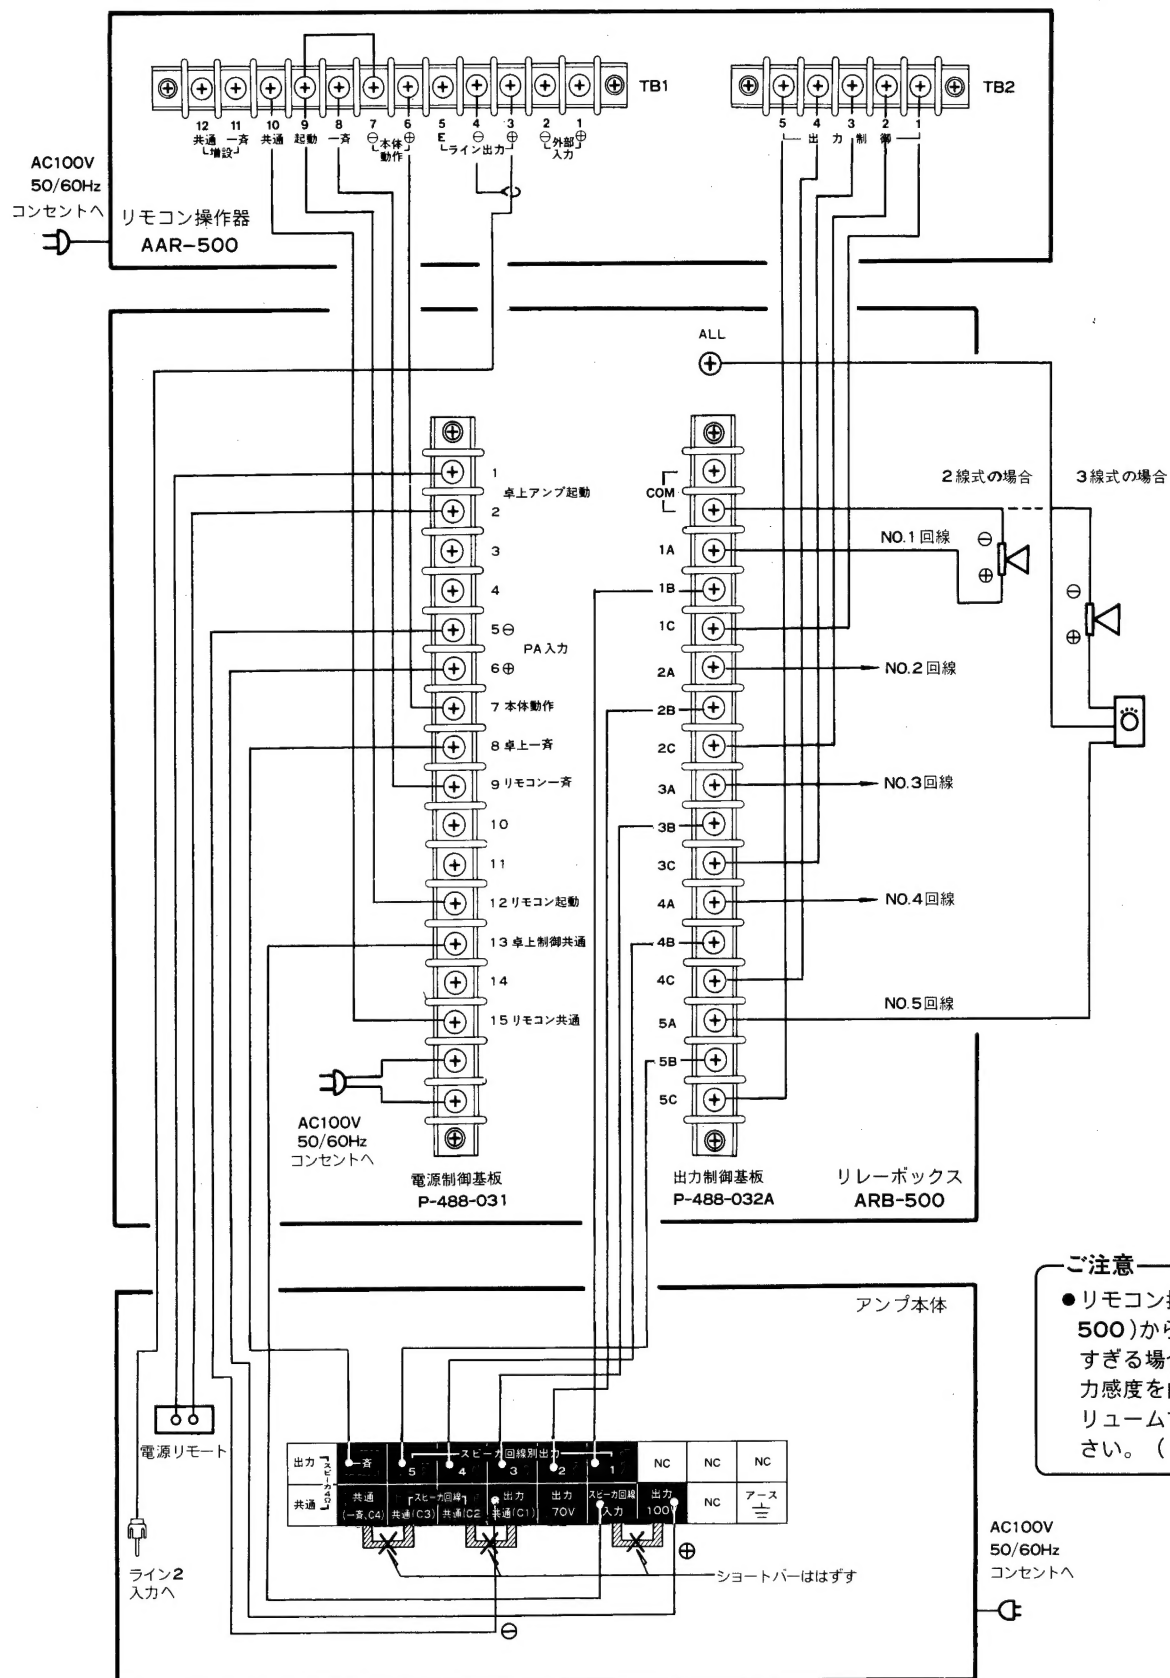 TB1
TB2
12 11 10 9 8 7 6 5 4 3 2 1
共通 一斉 共通 起動 一斉 ⊖ ⊕ E ⊖ ⊕ ⊖ ⊕
増設
本体動作
ライン出力
外部入力
5 4 3 2 1
出力制御
AC100V
50/60Hz
コンセントへ
リモコン操作器
AAR-500
ALL
1
卓上アンプ起動
2
3
4
5⊖
PA入力
6⊕
7 本体動作
8 卓上一斉
9 リモコン一斉
10
11
12 リモコン起動
13 卓上制御共通
14
15 リモコン共通
AC100V
50/60Hz
コンセントへ
電源制御基板
P-488-031
COM
1A
1B
1C
2A
2B
2C
3A
3B
3C
4A
4B
4C
5A
5B
5C
出力制御基板
P-488-032A
2線式の場合
3線式の場合
NO.1回線
⊖
⊕
⊖
⊕
NO.2回線
NO.3回線
NO.4回線
NO.5回線
リレーボックス
ARB-500
ご注意
●リモコン
500)から
すぎる場
力感度を
リューム
さい。(
アンプ本体
電源リモート
ライン2
入力へ
スピーカ回線別出力
出力 一斉 5 4 3 2 1 NC NC NC
スピーカ4Ω
共通 共通(一斉、C4) スピーカ回線共通(C3) 共通(C2 出力共通(C1) 出力70V スピーカ回線入力 出力100V NC アース
⊕
ショートバーははずす
⊖
AC100V
50/60Hz
コンセントへ